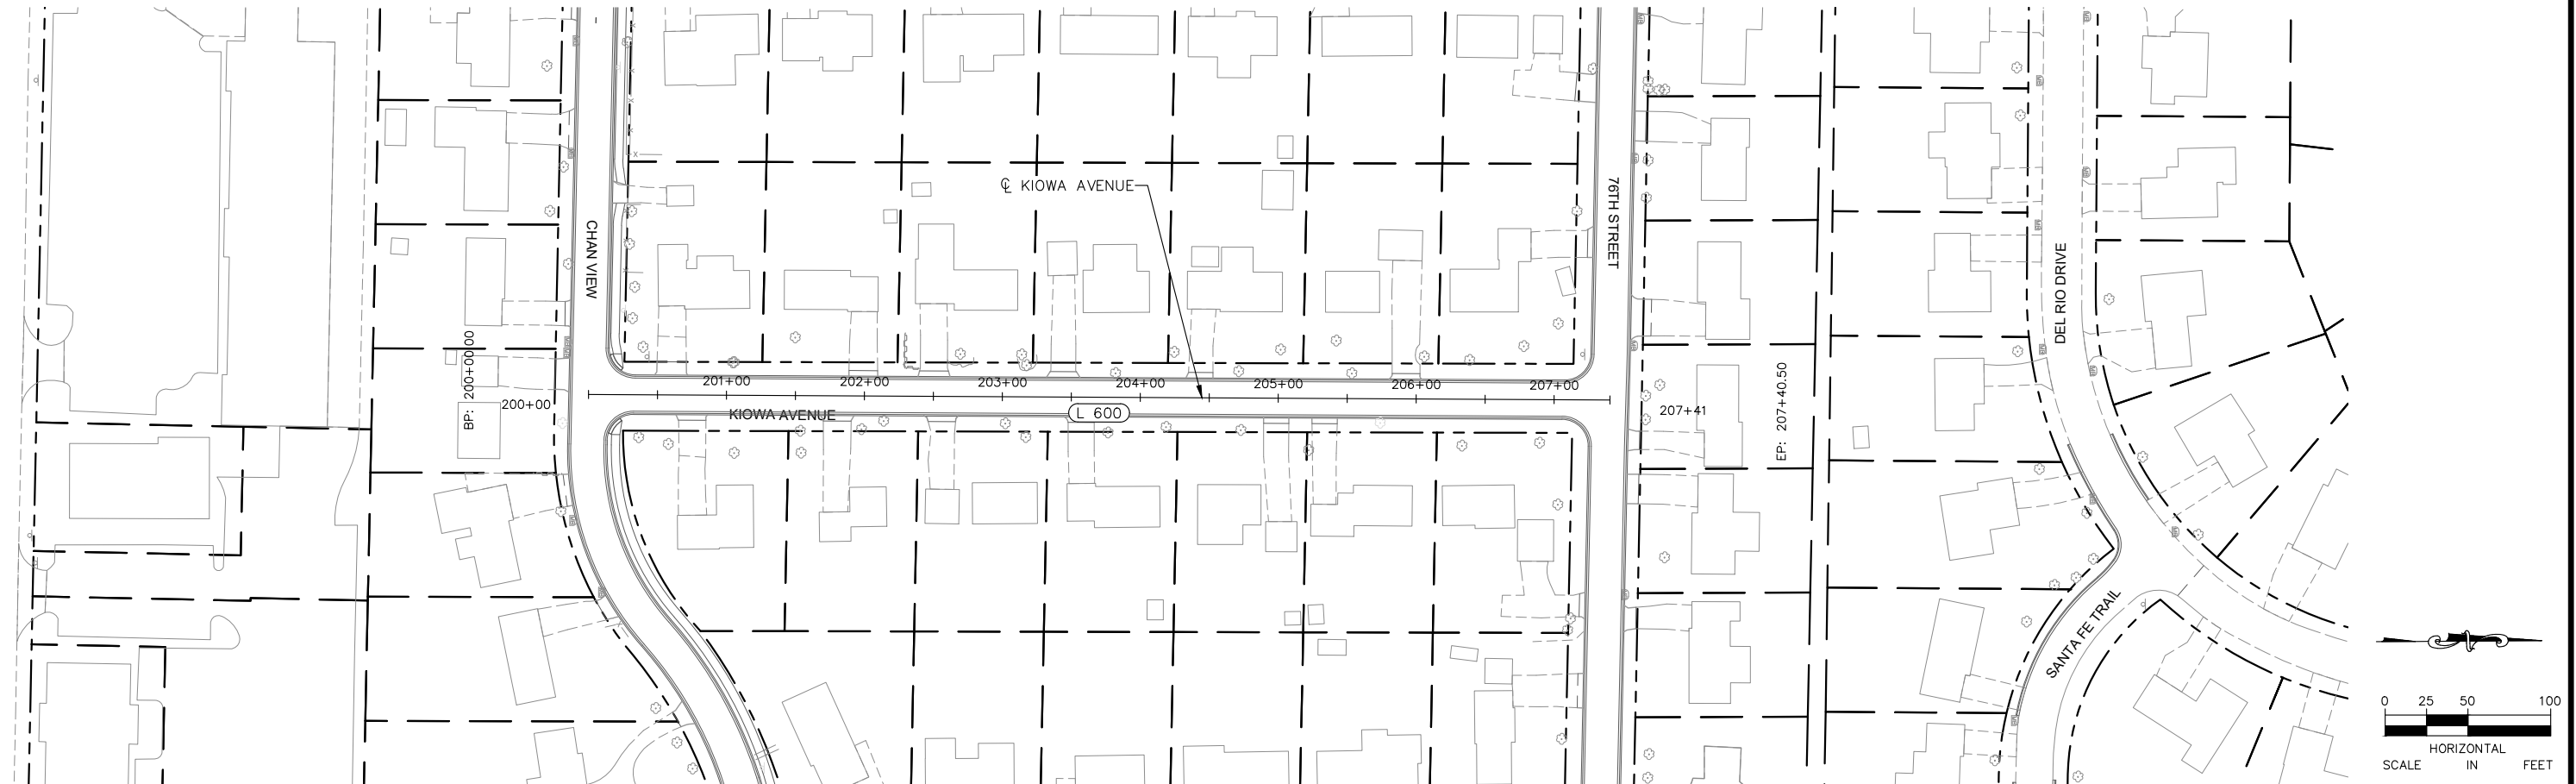 ℄ KIOWA AVENUE
CHAN VIEW
76TH STREET
DEL RIO DRIVE
BP: 200+00.00
200+00
201+00
202+00
203+00
204+00
205+00
206+00
207+00
207+41
EP: 207+40.50
KIOWA AVENUE
L 600
SANTA FE TRAIL
0 25 50 100
HORIZONTAL
SCALE IN FEET